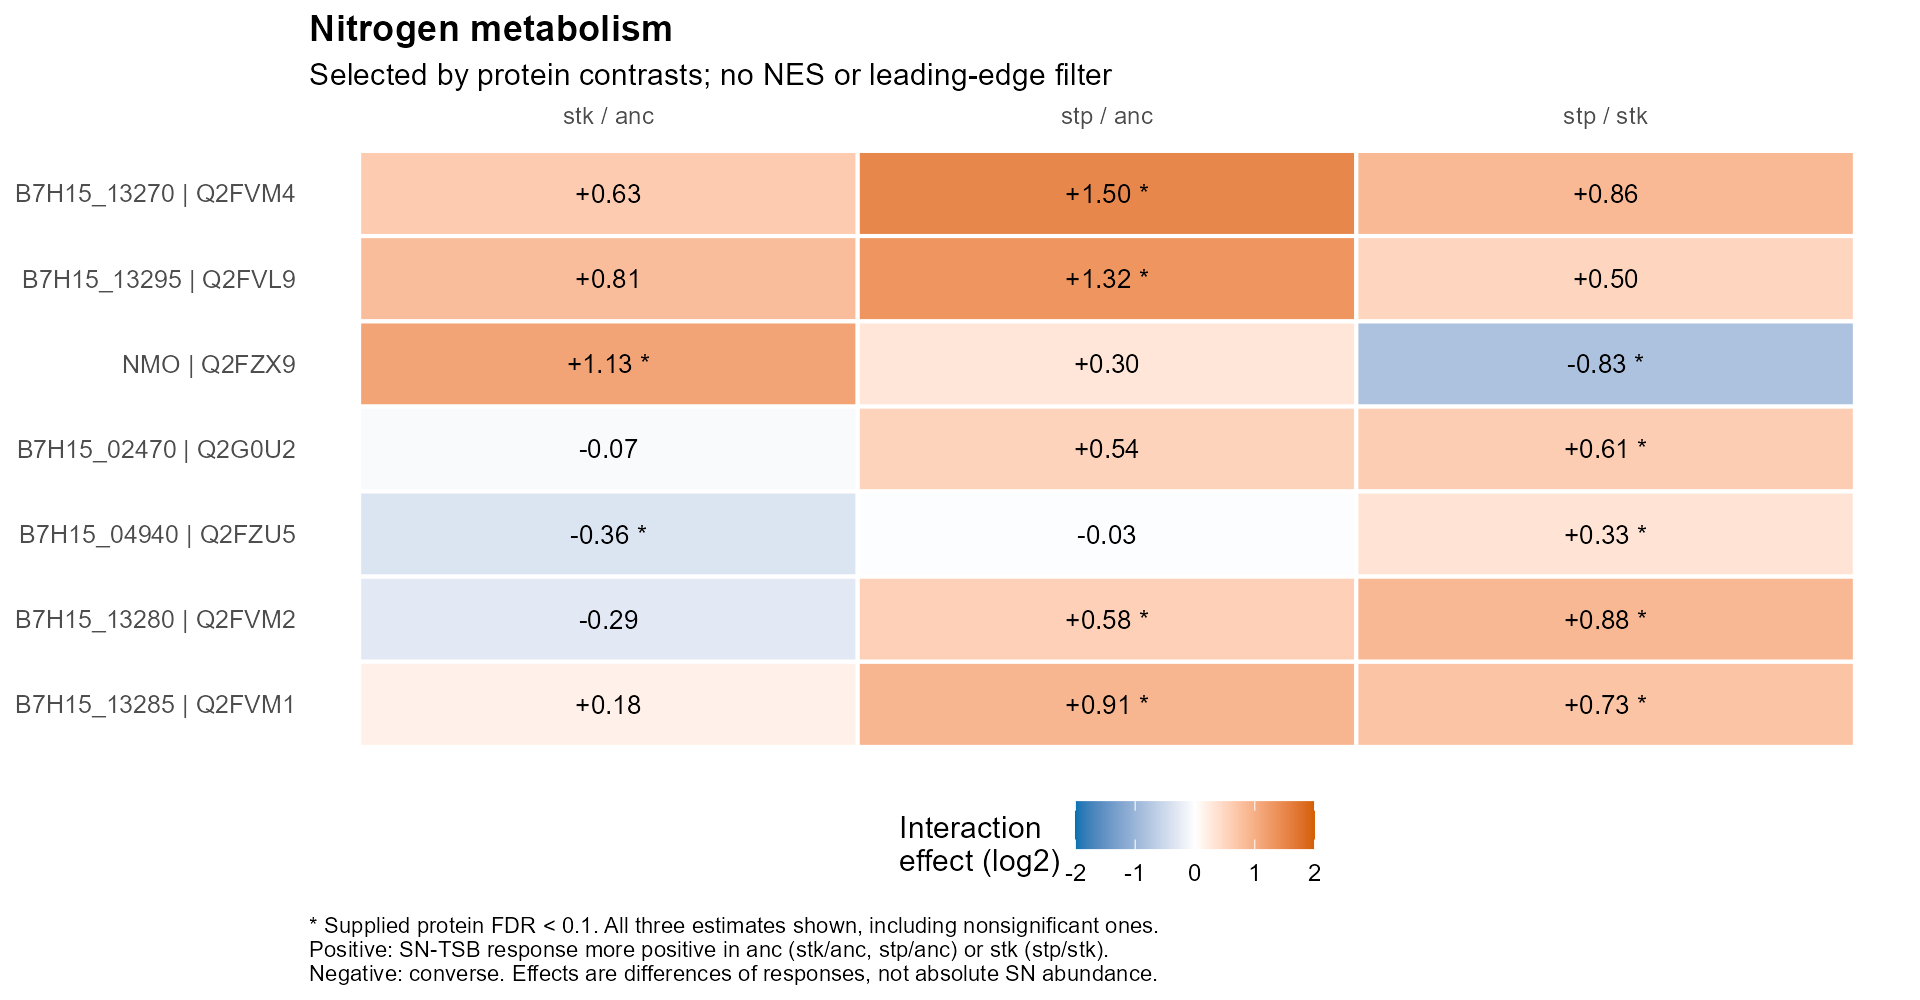 Nitrogen metabolism
Selected by protein contrasts; no NES or leading-edge filter
stk / anc stp / anc stp / stk
B7H15_13270 | Q2FVM4 +0.63 +1.50 * +0.86
B7H15_13295 | Q2FVL9 +0.81 +1.32 * +0.50
NMO | Q2FZX9 +1.13 * +0.30 -0.83 *
B7H15_02470 | Q2G0U2 -0.07 +0.54 +0.61 *
B7H15_04940 | Q2FZU5 -0.36 * -0.03 +0.33 *
B7H15_13280 | Q2FVM2 -0.29 +0.58 * +0.88 *
B7H15_13285 | Q2FVM1 +0.18 +0.91 * +0.73 *
Interaction
effect (log2)
-2 -1 0 1 2
* Supplied protein FDR < 0.1. All three estimates shown, including nonsignificant ones.
Positive: SN-TSB response more positive in anc (stk/anc, stp/anc) or stk (stp/stk).
Negative: converse. Effects are differences of responses, not absolute SN abundance.